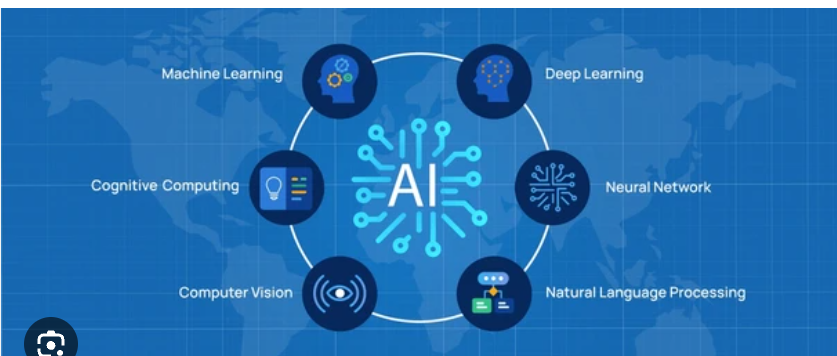 Machine Learning
Deep Learning
AI
Cognitive Computing
Neural Network
Computer Vision
Natural Language Processing